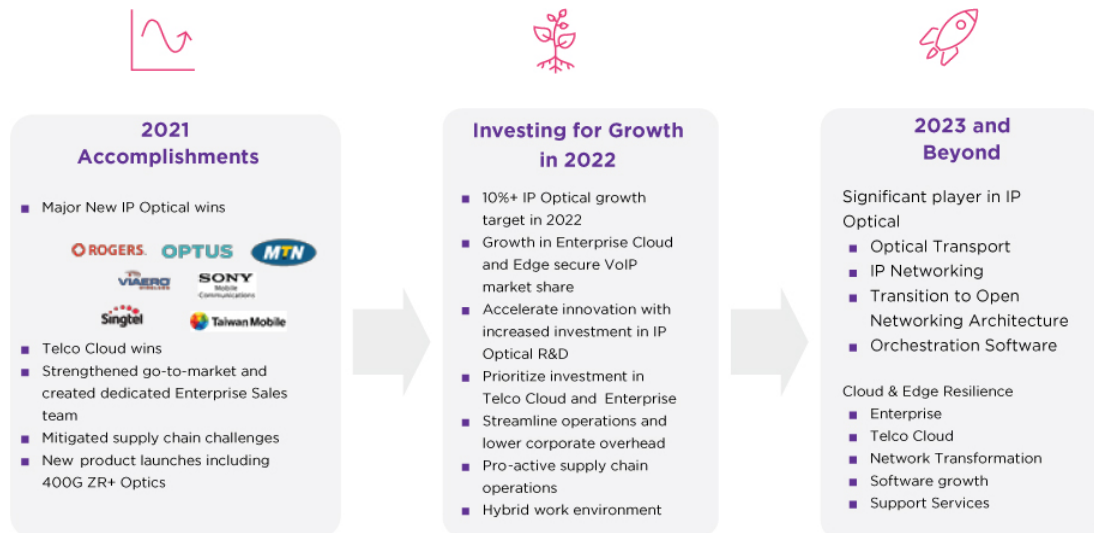 2021
Accomplishments
Major New IP Optical wins
ROGERS
OPTUS
MTN
VIAERO
WIRELESS
SONY
Mobile
Communications
Singtel
Taiwan Mobile
Telco Cloud wins
Strengthened go-to-market and
created dedicated Enterprise Sales
team
Mitigated supply chain challenges
New product launches including
400G ZR+ Optics
Investing for Growth
in 2022
10%+ IP Optical growth
target in 2022
Growth in Enterprise Cloud
and Edge secure VoIP
market share
Accelerate innovation with
increased investment in IP
Optical R&D
Prioritize investment in
Telco Cloud and Enterprise
Streamline operations and
lower corporate overhead
Pro-active supply chain
operations
Hybrid work environment
2023 and
Beyond
Significant player in IP
Optical
Optical Transport
IP Networking
Transition to Open
Networking Architecture
Orchestration Software
Cloud & Edge Resilience
Enterprise
Telco Cloud
Network Transformation
Software growth
Support Services